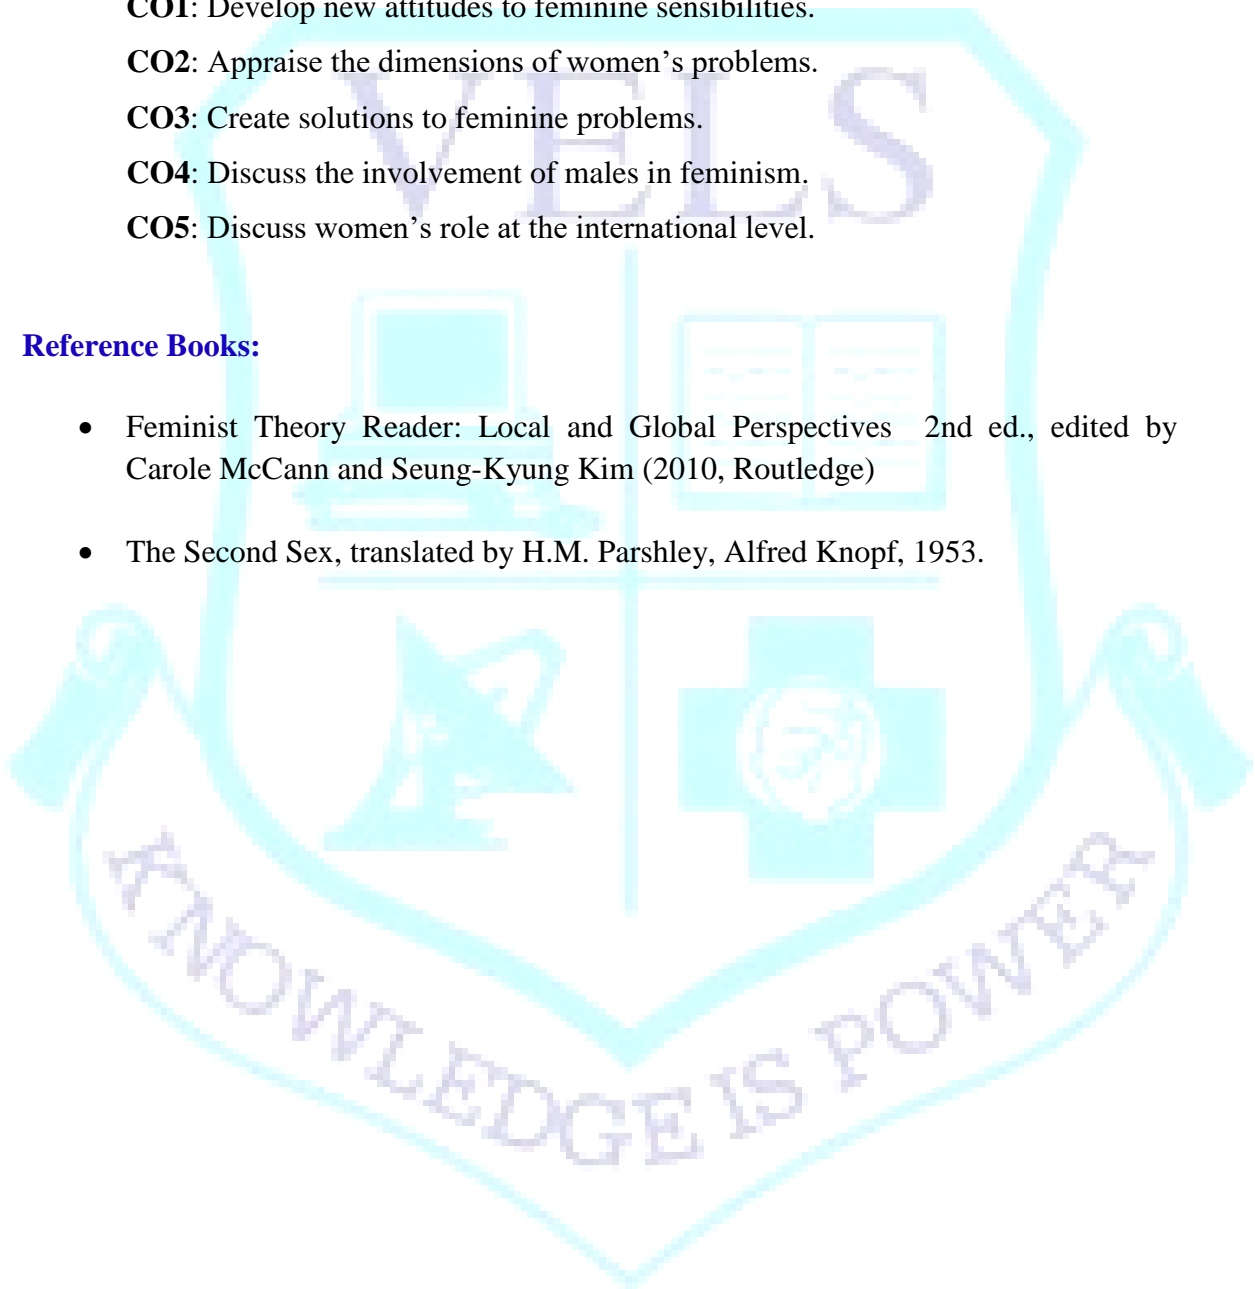 CO1: Develop new attitudes to feminine sensibilities.
CO2: Appraise the dimensions of women’s problems.
CO3: Create solutions to feminine problems.
CO4: Discuss the involvement of males in feminism.
CO5: Discuss women’s role at the international level.
VELS
Reference Books:
• Feminist Theory Reader: Local and Global Perspectives 2nd ed., edited by
Carole McCann and Seung-Kyung Kim (2010, Routledge)
• The Second Sex, translated by H.M. Parshley, Alfred Knopf, 1953.
KNOWLEDGE IS POWER